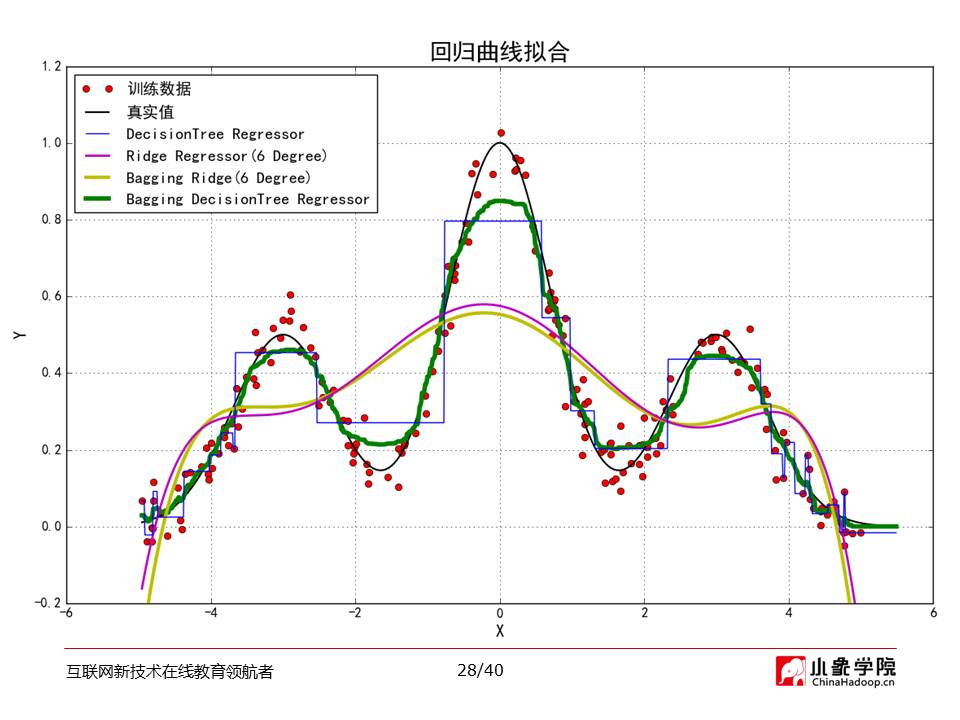 回归曲线拟合
1.2
1.0
0.8
0.6
0.4
0.2
0.0
-0.2
Y
训练数据
真实值
DecisionTree Regressor
Ridge Regressor(6 Degree)
Bagging Ridge(6 Degree)
Bagging DecisionTree Regressor
-6 -4 -2 0 2 4 6
X
互联网新技术在线教育领航者
28/40
小象学院
ChinaHadoop.cn